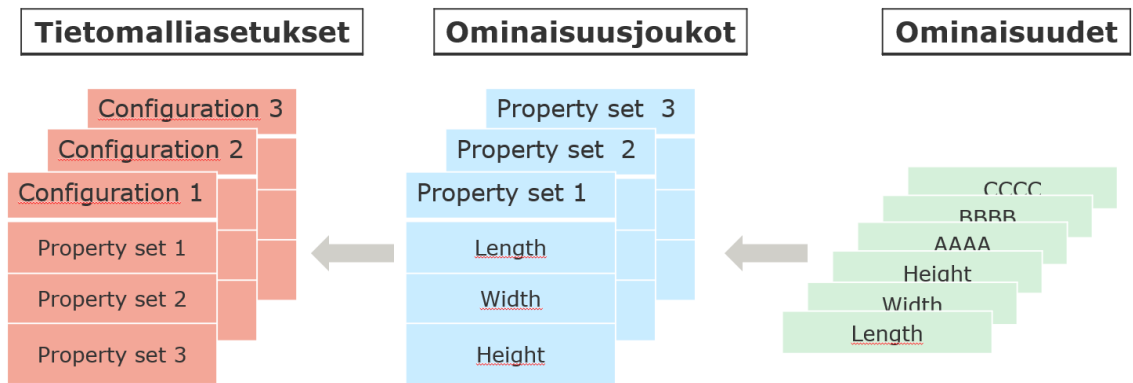 Tietomalliasetukset
Configuration 3
Configuration 2
Configuration 1
Property set 1
Property set 2
Property set 3
Ominaisuusjoukot
Property set 3
Property set 2
Property set 1
Length
Width
Height
Ominaisuudet
CCCC
BBBB
AAAA
Height
Width
Length